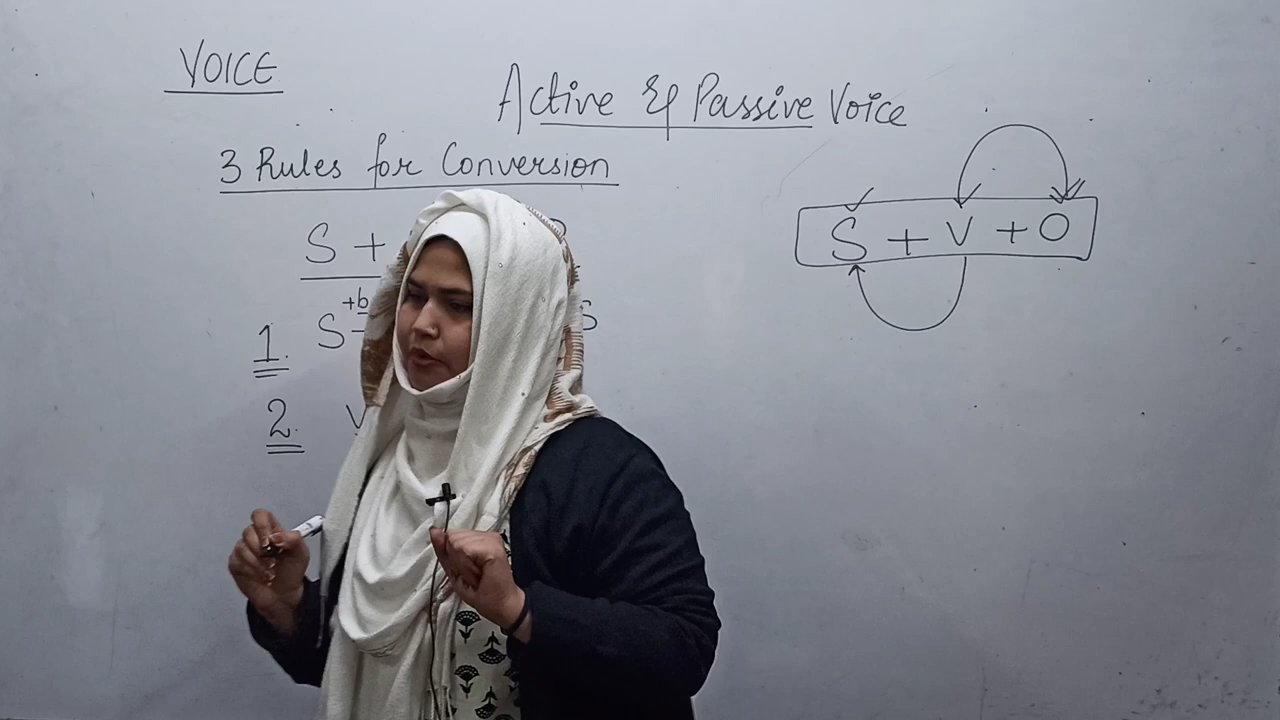 VOICE
Active & Passive Voice
3 Rules for Conversion
S +
S + V + O
+b
1. S S
2. V